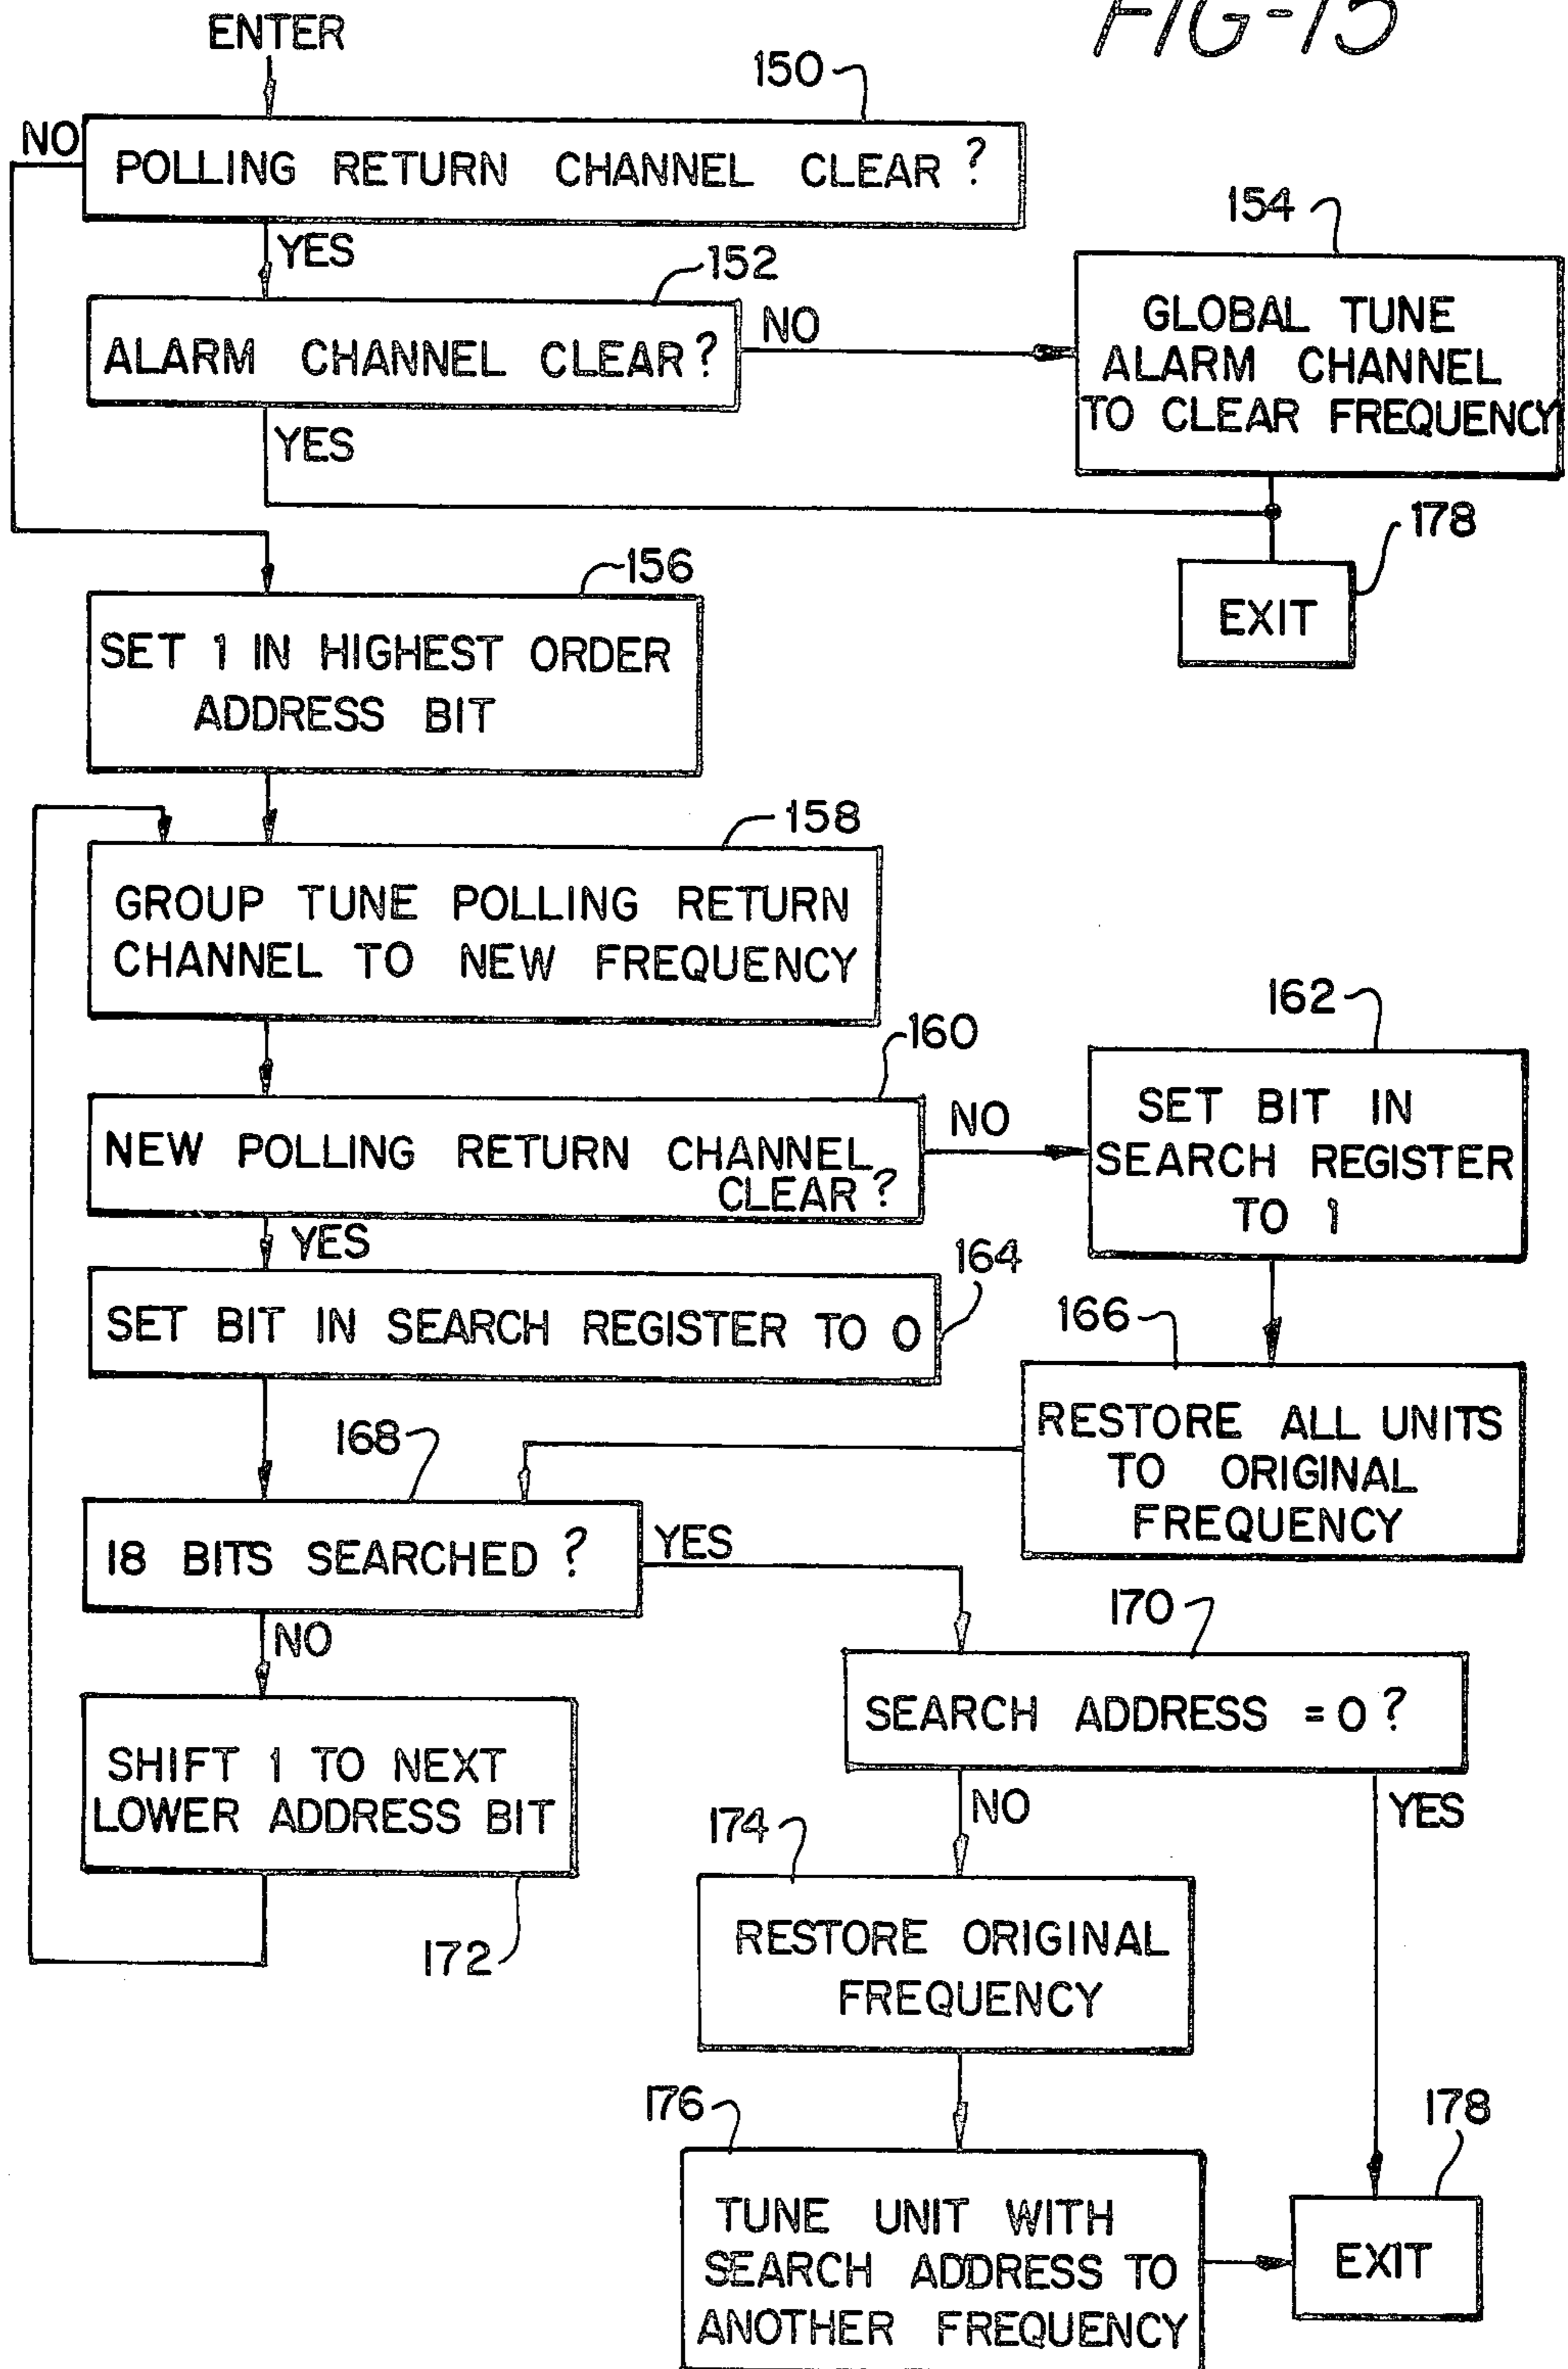 FIG-15
ENTER
150
NO
POLLING RETURN CHANNEL CLEAR ?
YES
152
154
ALARM CHANNEL CLEAR ?
NO
GLOBAL TUNE
ALARM CHANNEL
TO CLEAR FREQUENCY
YES
178
EXIT
156
SET 1 IN HIGHEST ORDER
ADDRESS BIT
158
GROUP TUNE POLLING RETURN
CHANNEL TO NEW FREQUENCY
160
162
NEW POLLING RETURN CHANNEL
CLEAR ?
NO
SET BIT IN
SEARCH REGISTER
TO 1
YES
164
SET BIT IN SEARCH REGISTER TO 0
166
RESTORE ALL UNITS
TO ORIGINAL
FREQUENCY
168
18 BITS SEARCHED ?
YES
NO
170
SEARCH ADDRESS = 0 ?
SHIFT 1 TO NEXT
LOWER ADDRESS BIT
172
NO
YES
174
RESTORE ORIGINAL
FREQUENCY
176
TUNE UNIT WITH
SEARCH ADDRESS TO
ANOTHER FREQUENCY
178
EXIT